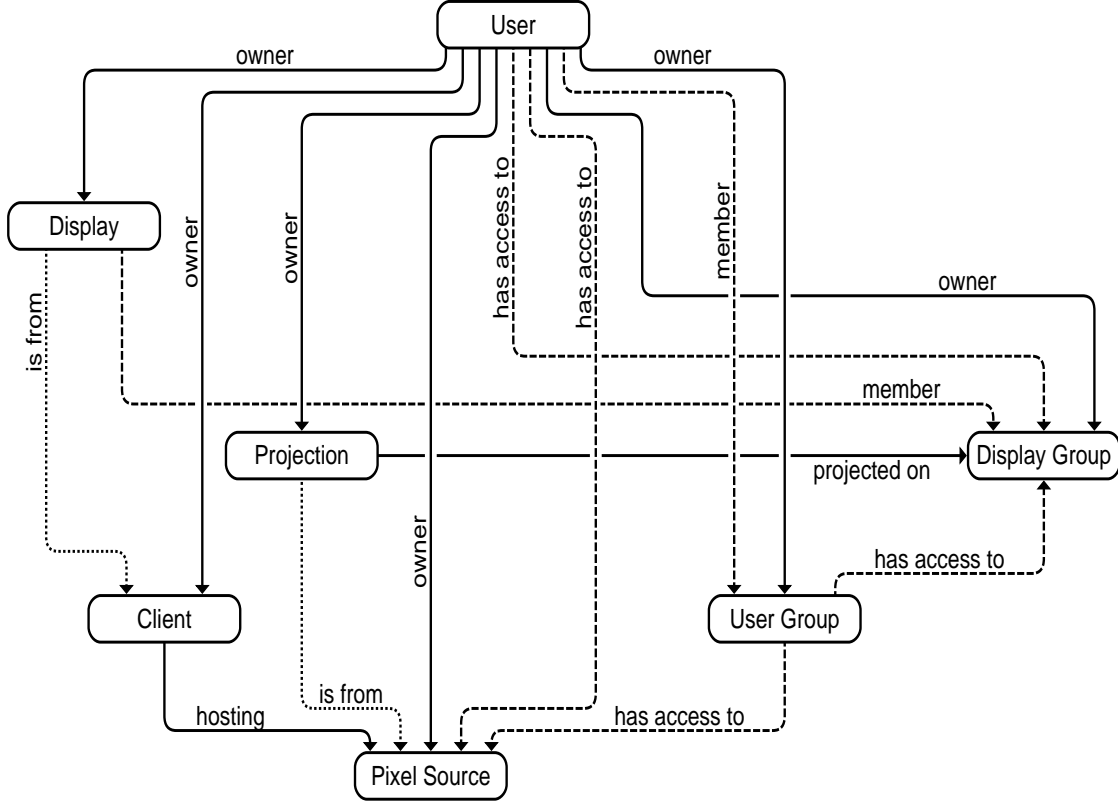 User
owner
owner
has access to
has access to
member
Display
owner
owner
owner
is from
member
Projection
Display Group
projected on
owner
has access to
Client
User Group
is from
hosting
has access to
Pixel Source